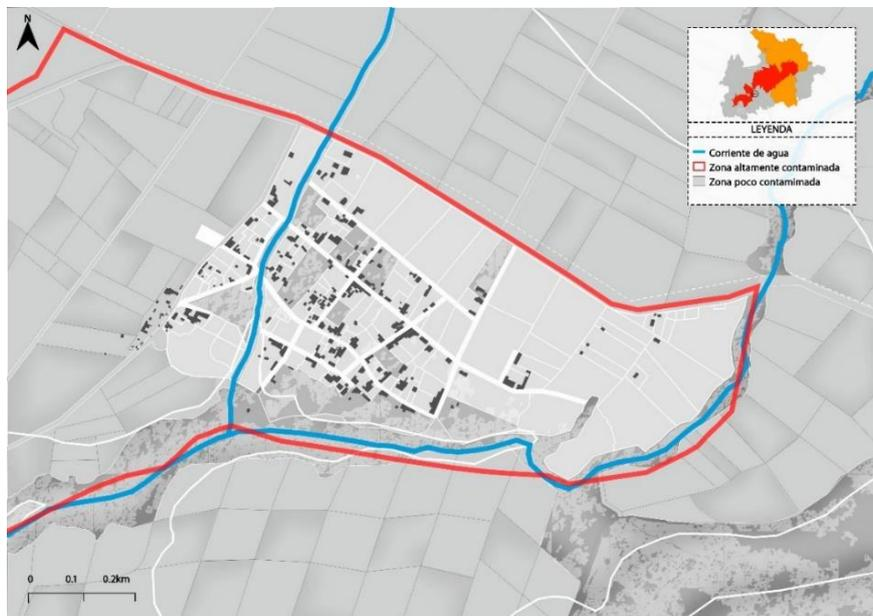 N
LEYENDA
Corriente de agua
Zona altamente contaminada
Zona poco contamimada
0 0.1 0.2km